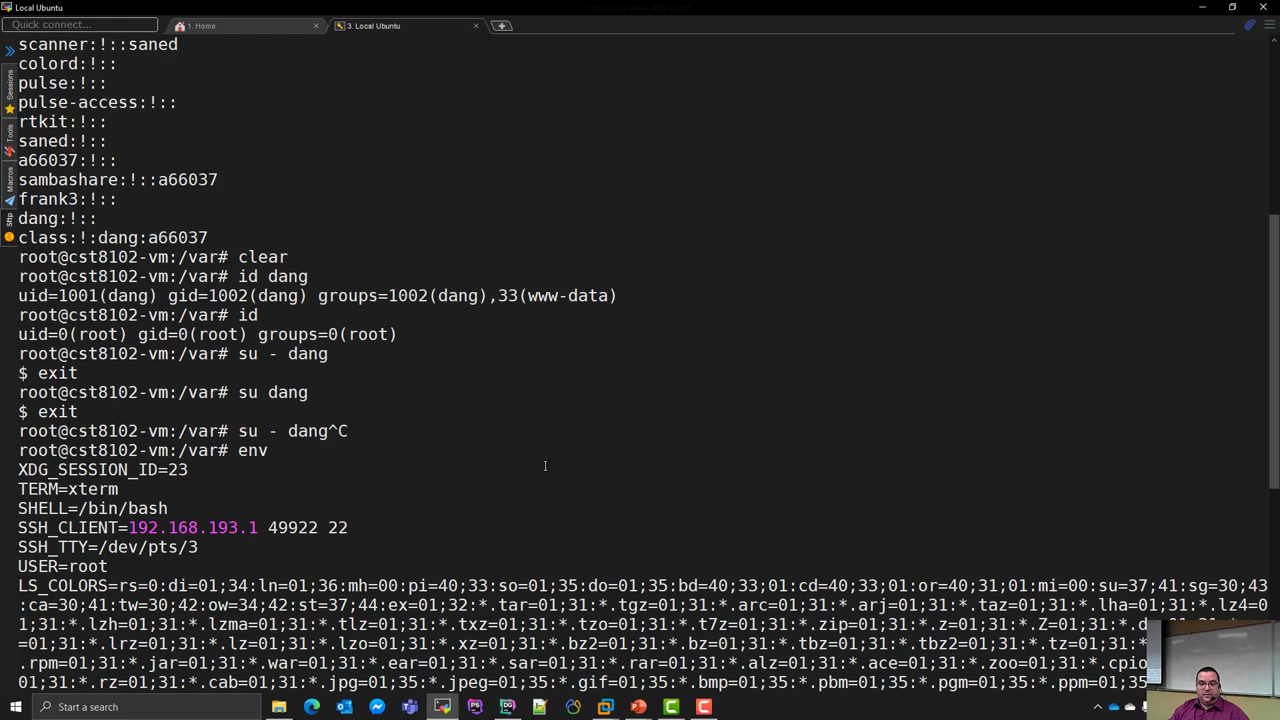 Local Ubuntu
Quick connect...
1. Home
3. Local Ubuntu
Sessions
Tools
Macros
Sftp
scanner:!::saned
colord:!::
pulse:!::
pulse-access:!::
rtkit:!::
saned:!::
a66037:!::
sambashare:!::a66037
frank3:!::
dang:!::
class:!::dang:a66037
root@cst8102-vm:/var# clear
root@cst8102-vm:/var# id dang
uid=1001(dang) gid=1002(dang) groups=1002(dang),33(www-data)
root@cst8102-vm:/var# id
uid=0(root) gid=0(root) groups=0(root)
root@cst8102-vm:/var# su - dang
$ exit
root@cst8102-vm:/var# su dang
$ exit
root@cst8102-vm:/var# su - dang^C
root@cst8102-vm:/var# env
XDG_SESSION_ID=23
TERM=xterm
SHELL=/bin/bash
SSH_CLIENT=192.168.193.1 49922 22
SSH_TTY=/dev/pts/3
USER=root
LS_COLORS=rs=0:di=01;34:ln=01;36:mh=00:pi=40;33:so=01;35:do=01;35:bd=40;33;01:cd=40;33;01:or=40;31;01:mi=00:su=37;41:sg=30;43
:ca=30;41:tw=30;42:ow=34;42:st=37;44:ex=01;32:*.tar=01;31:*.tgz=01;31:*.arc=01;31:*.arj=01;31:*.taz=01;31:*.lha=01;31:*.lz4=0
1;31:*.lzh=01;31:*.lzma=01;31:*.tlz=01;31:*.txz=01;31:*.tzo=01;31:*.t7z=01;31:*.zip=01;31:*.z=01;31:*.Z=01;31:*.d
=01;31:*.lrz=01;31:*.lz=01;31:*.lzo=01;31:*.xz=01;31:*.bz2=01;31:*.bz=01;31:*.tbz=01;31:*.tbz2=01;31:*.tz=01;31:
.rpm=01;31:*.jar=01;31:*.war=01;31:*.ear=01;31:*.sar=01;31:*.rar=01;31:*.alz=01;31:*.ace=01;31:*.zoo=01;31:*.cpio
01;31:*.rz=01;31:*.cab=01;31:*.jpg=01;35:*.jpeg=01;35:*.gif=01;35:*.bmp=01;35:*.pbm=01;35:*.pgm=01;35:*.ppm=01;35
Start a search